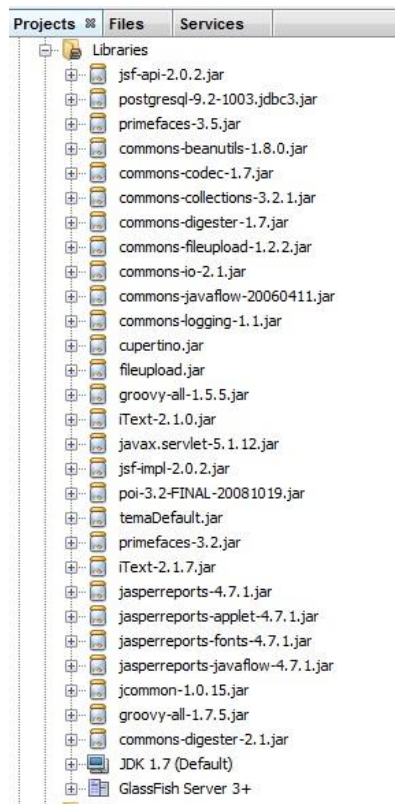 Projects Files Services
Libraries
jsf-api-2.0.2.jar
postgresql-9.2-1003.jdbc3.jar
primefaces-3.5.jar
commons-beanutils-1.8.0.jar
commons-codec-1.7.jar
commons-collections-3.2.1.jar
commons-digester-1.7.jar
commons-fileupload-1.2.2.jar
commons-io-2.1.jar
commons-javaflow-20060411.jar
commons-logging-1.1.jar
cupertino.jar
fileupload.jar
groovy-all-1.5.5.jar
iText-2.1.0.jar
javax.servlet-5.1.12.jar
jsf-impl-2.0.2.jar
poi-3.2-FINAL-20081019.jar
temaDefault.jar
primefaces-3.2.jar
iText-2.1.7.jar
jasperreports-4.7.1.jar
jasperreports-applet-4.7.1.jar
jasperreports-fonts-4.7.1.jar
jasperreports-javaflow-4.7.1.jar
jcommon-1.0.15.jar
groovy-all-1.7.5.jar
commons-digester-2.1.jar
JDK 1.7 (Default)
GlassFish Server 3+